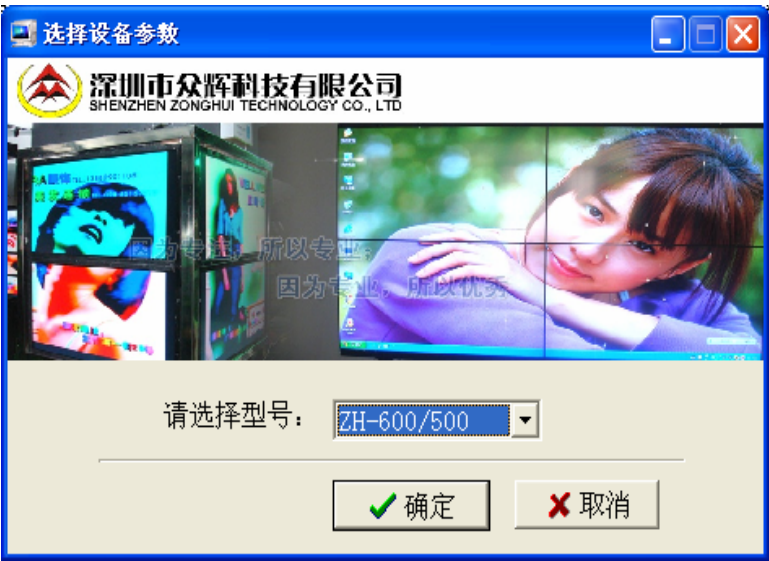 选择设备参数
深圳市众辉科技有限公司
SHENZHEN ZONGHUI TECHNOLOGY CO., LTD
因为专注，所以专业；
因为专业，所以优秀
请选择型号：
ZH-600/500
确定
取消